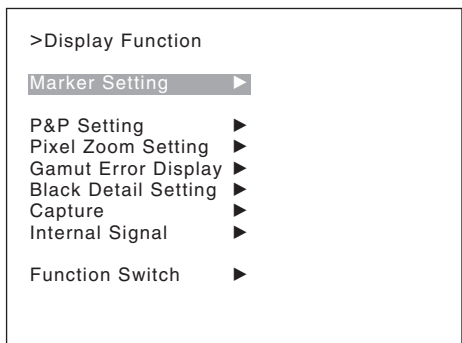 >Display Function
Marker Setting ▶
P&P Setting ▶
Pixel Zoom Setting ▶
Gamut Error Display ▶
Black Detail Setting ▶
Capture ▶
Internal Signal ▶
Function Switch ▶